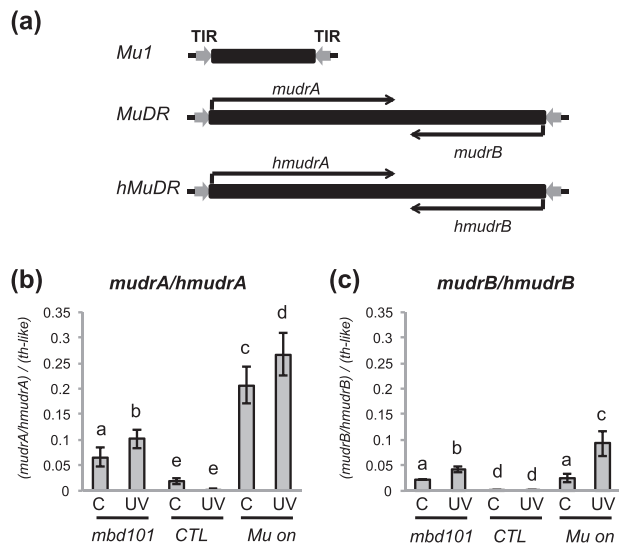 (a)
TIR TIR
Mu1
mudrA
MuDR
mudrB
hmudrA
hMuDR
hmudrB
(b) mudrA/hmudrA
(mudrA/hmudrA) / (th-like)
0.35
0.3
0.25
0.2
0.15
0.1
0.05
0
a b e e c d
C UV C UV C UV
mbd101 CTL Mu on
(c) mudrB/hmudrB
(mudrB/hmudrB) / (th-like)
0.35
0.3
0.25
0.2
0.15
0.1
0.05
0
a b d d a c
C UV C UV C UV
mbd101 CTL Mu on